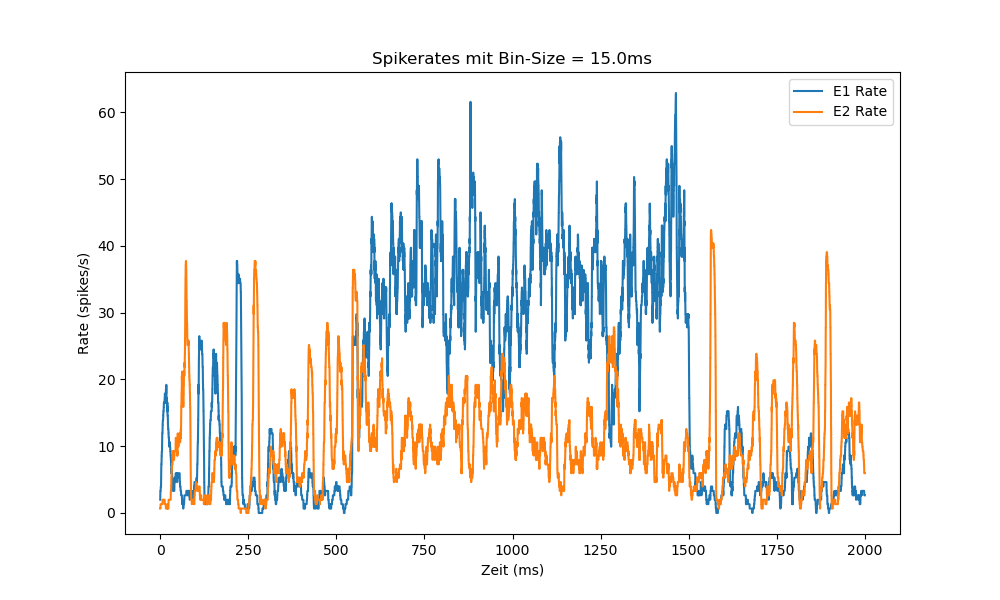 Spikerates mit Bin-Size = 15.0ms
E1 Rate
E2 Rate
Rate (spikes/s)
60
50
40
30
20
10
0
0 250 500 750 1000 1250 1500 1750 2000
Zeit (ms)